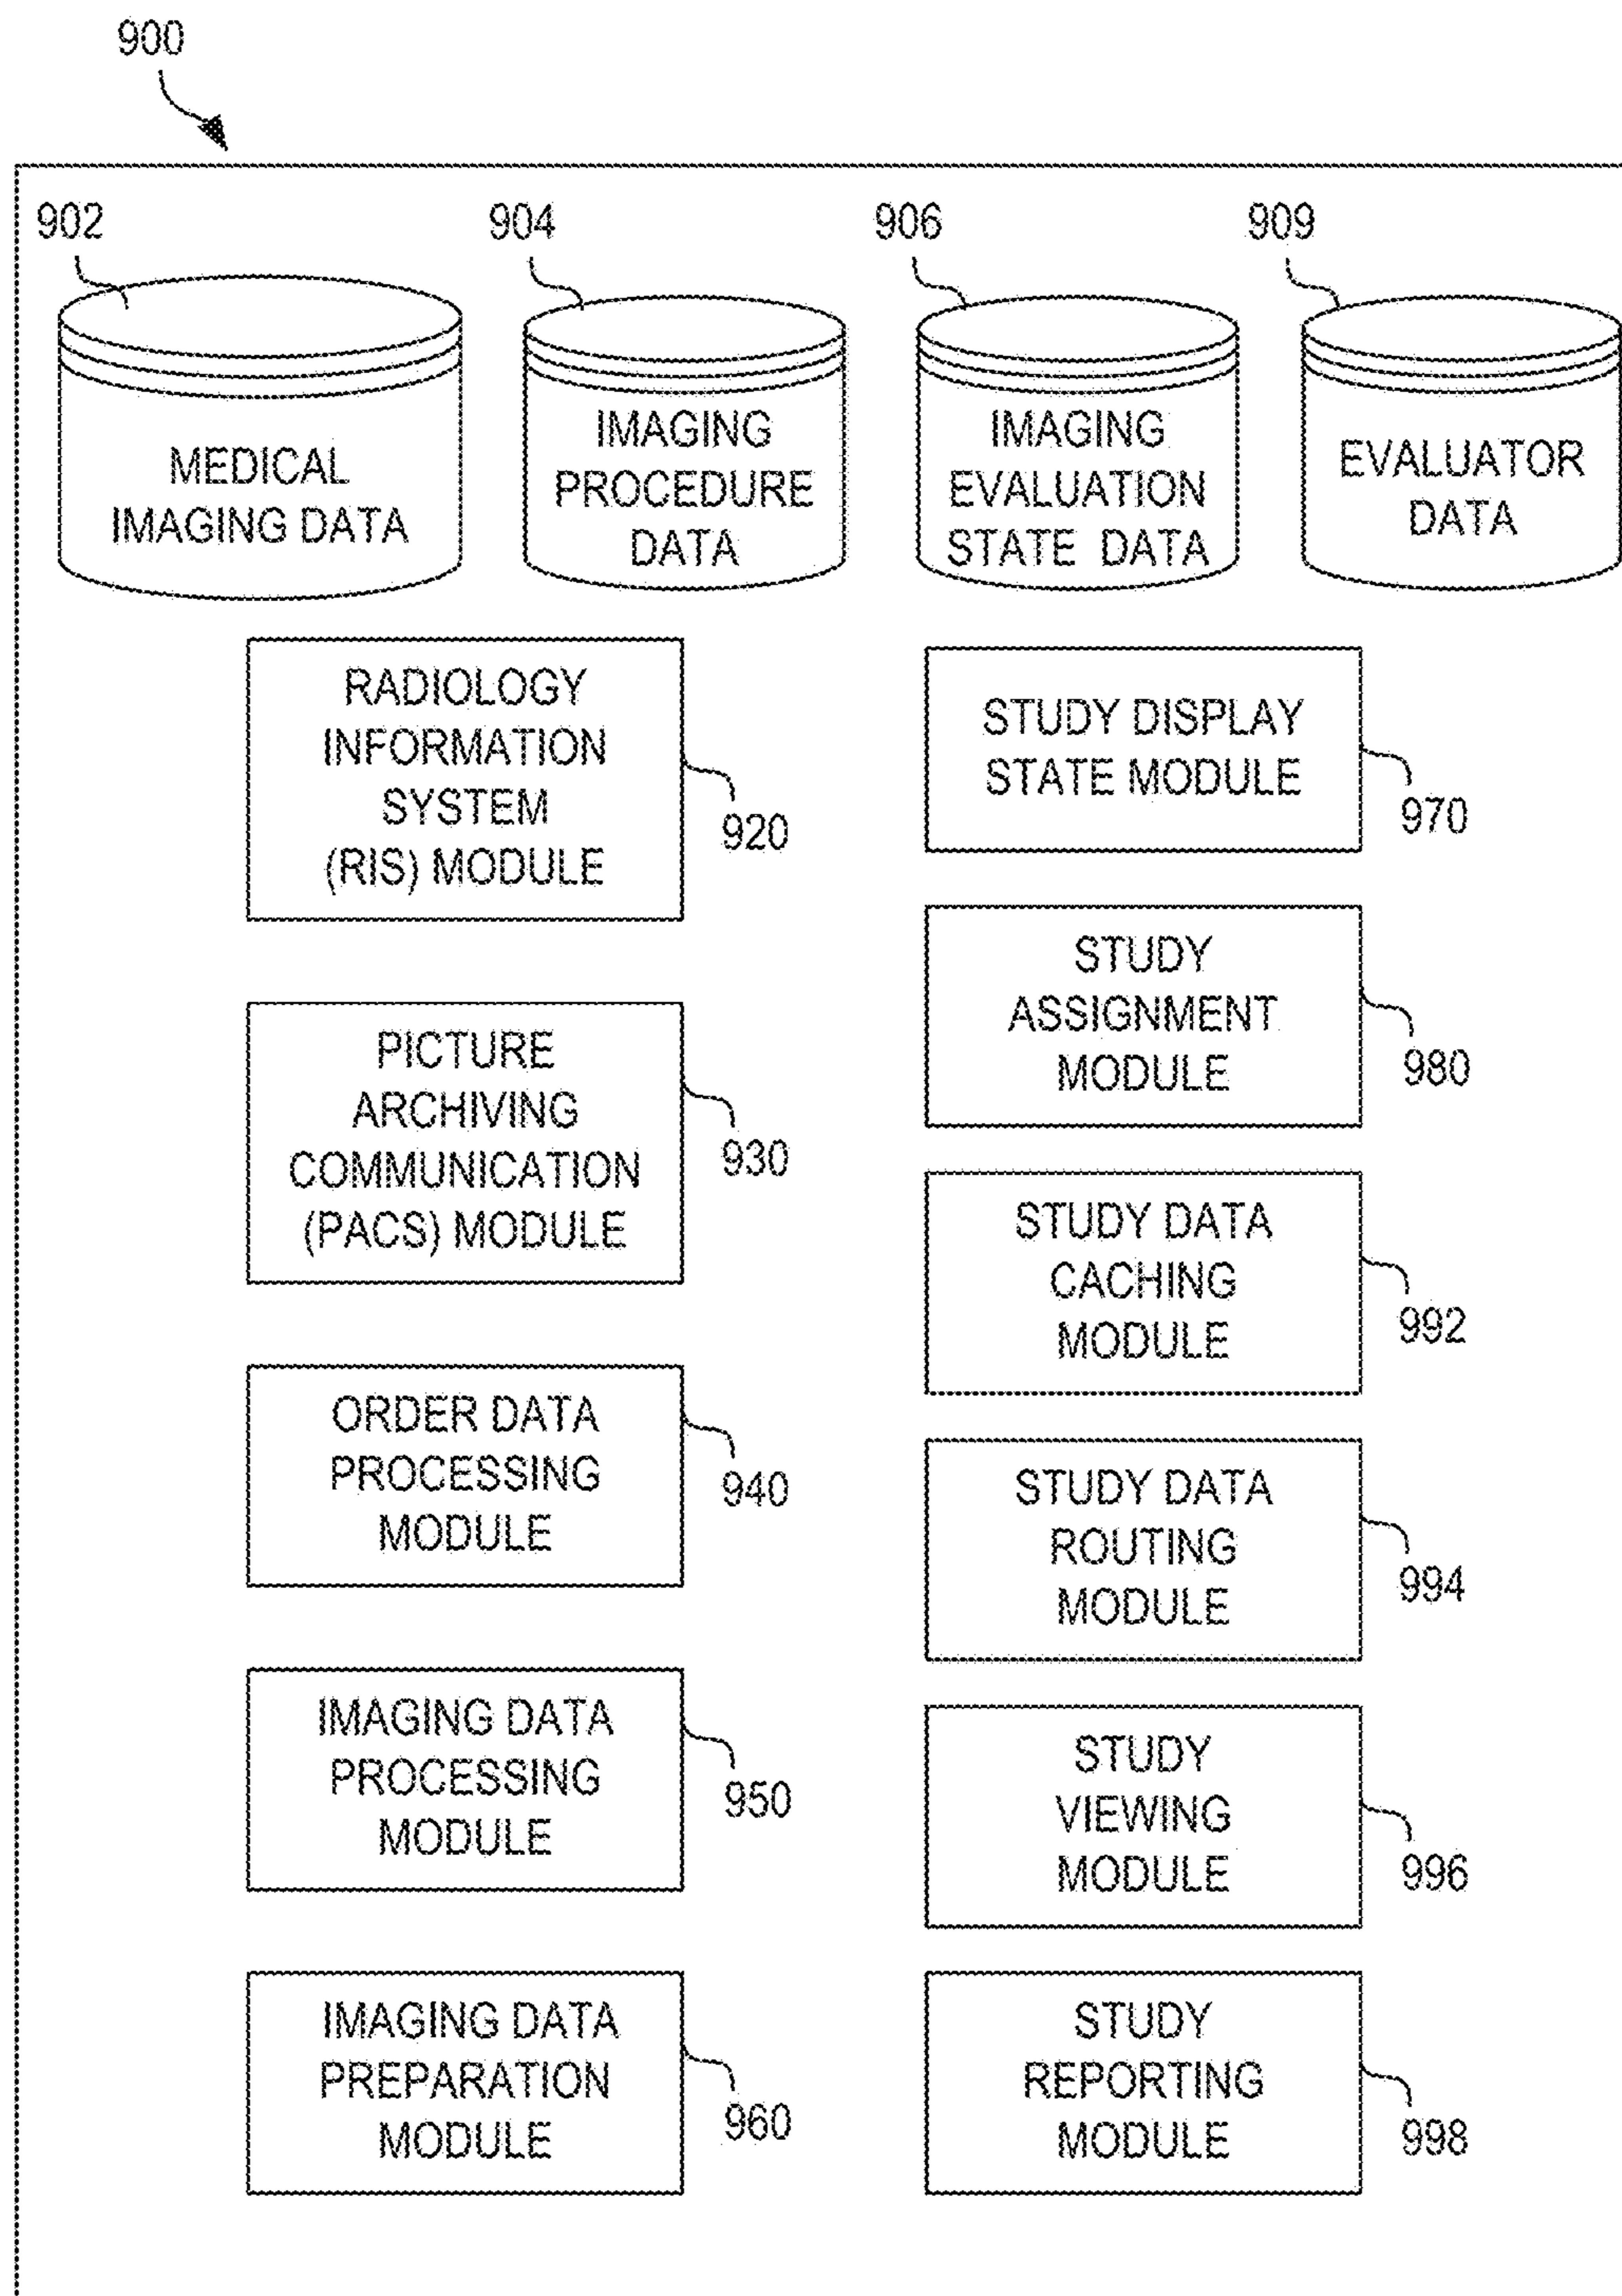 900
902
904
906
909
MEDICAL
IMAGING DATA
IMAGING
PROCEDURE
DATA
IMAGING
EVALUATION
STATE DATA
EVALUATOR
DATA
RADIOLOGY
INFORMATION
SYSTEM
(RIS) MODULE
920
PICTURE
ARCHIVING
COMMUNICATION
(PACS) MODULE
930
ORDER DATA
PROCESSING
MODULE
940
IMAGING DATA
PROCESSING
MODULE
950
IMAGING DATA
PREPARATION
MODULE
960
STUDY DISPLAY
STATE MODULE
970
STUDY
ASSIGNMENT
MODULE
980
STUDY DATA
CACHING
MODULE
992
STUDY DATA
ROUTING
MODULE
994
STUDY
VIEWING
MODULE
996
STUDY
REPORTING
MODULE
998